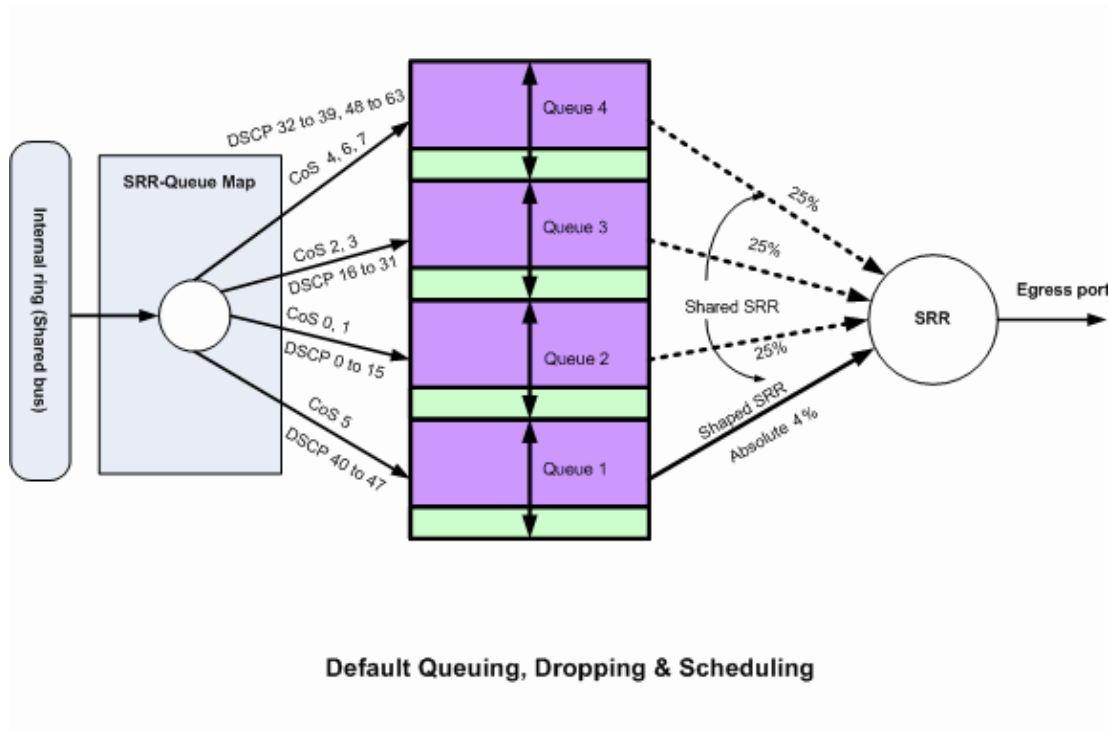 DSCP 32 to 39, 48 to 63
CoS 4, 6, 7
SRR-Queue Map
Internal ring (Shared bus)
CoS 2, 3
DSCP 16 to 31
CoS 0, 1
DSCP 0 to 15
CoS 5
DSCP 40 to 47
Queue 4
Queue 3
Queue 2
Queue 1
25%
25%
Shared SRR
25%
Shaped SRR
Absolute 4%
SRR
Egress port
Default Queuing, Dropping & Scheduling